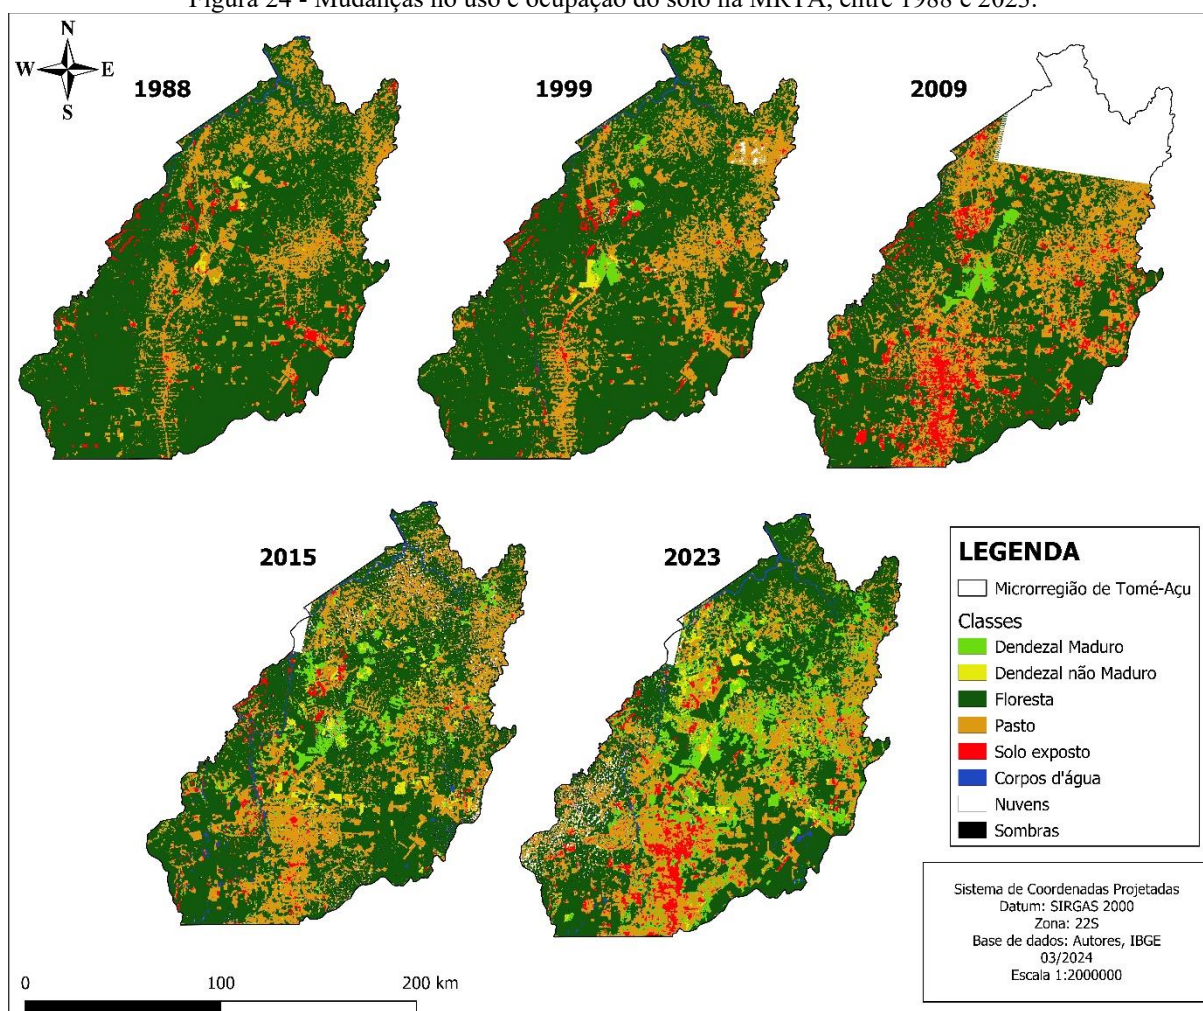 Figura 24 - Mudanças no uso e ocupação do solo na MRTA, entre 1988 e 2023.
N
W E
S
1988
1999
2009
2015
2023
LEGENDA
Microrregião de Tomé-Açu
Classes
Dendezal Maduro
Dendezal não Maduro
Floresta
Pasto
Solo exposto
Corpos d'água
Nuvens
Sombras
Sistema de Coordenadas Projetadas
Datum: SIRGAS 2000
Zona: 22S
Base de dados: Autores, IBGE
03/2024
Escala 1:2000000
0 100 200 km